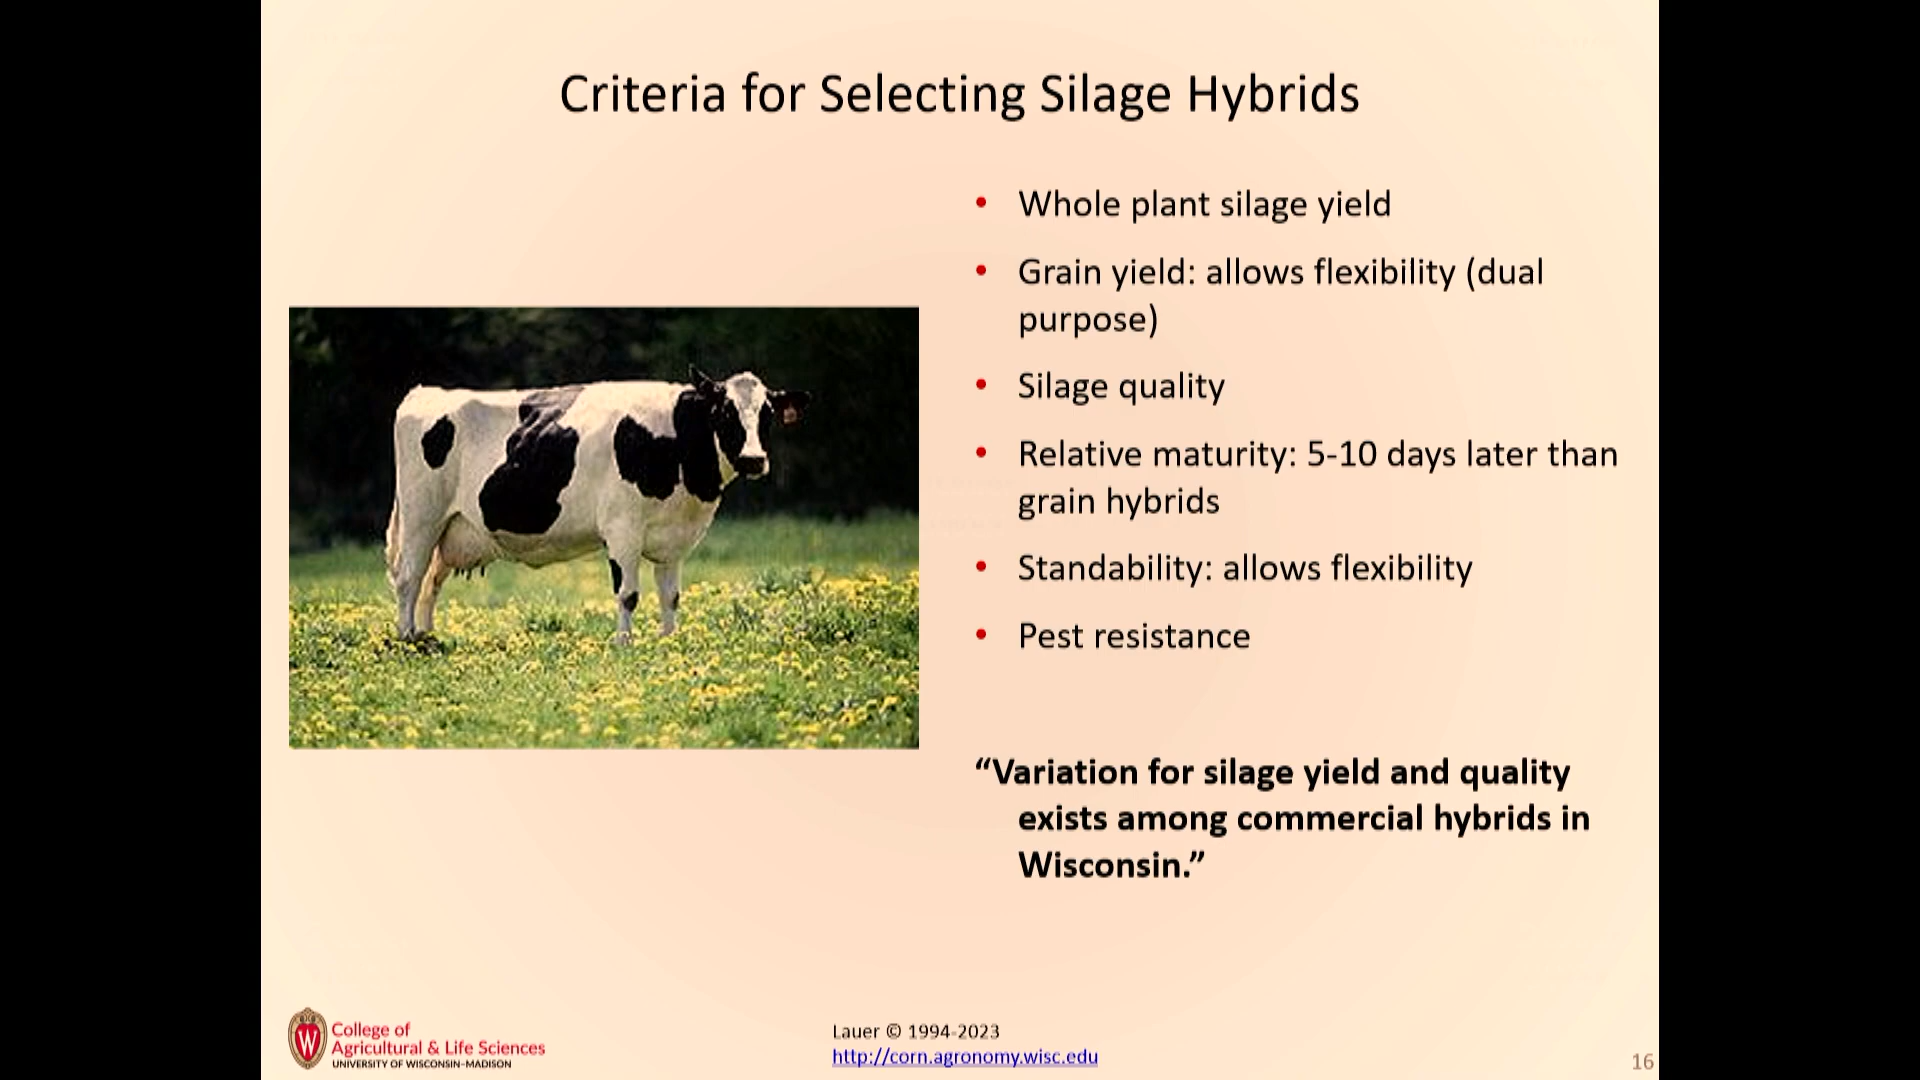 Criteria for Selecting Silage Hybrids
• Whole plant silage yield
• Grain yield: allows flexibility (dual
purpose)
• Silage quality
• Relative maturity: 5-10 days later than
grain hybrids
• Standability: allows flexibility
• Pest resistance
“Variation for silage yield and quality
exists among commercial hybrids in
Wisconsin.”
W
College of
Agricultural & Life Sciences
UNIVERSITY OF WISCONSIN–MADISON
Lauer © 1994-2023
http://corn.agronomy.wisc.edu
16